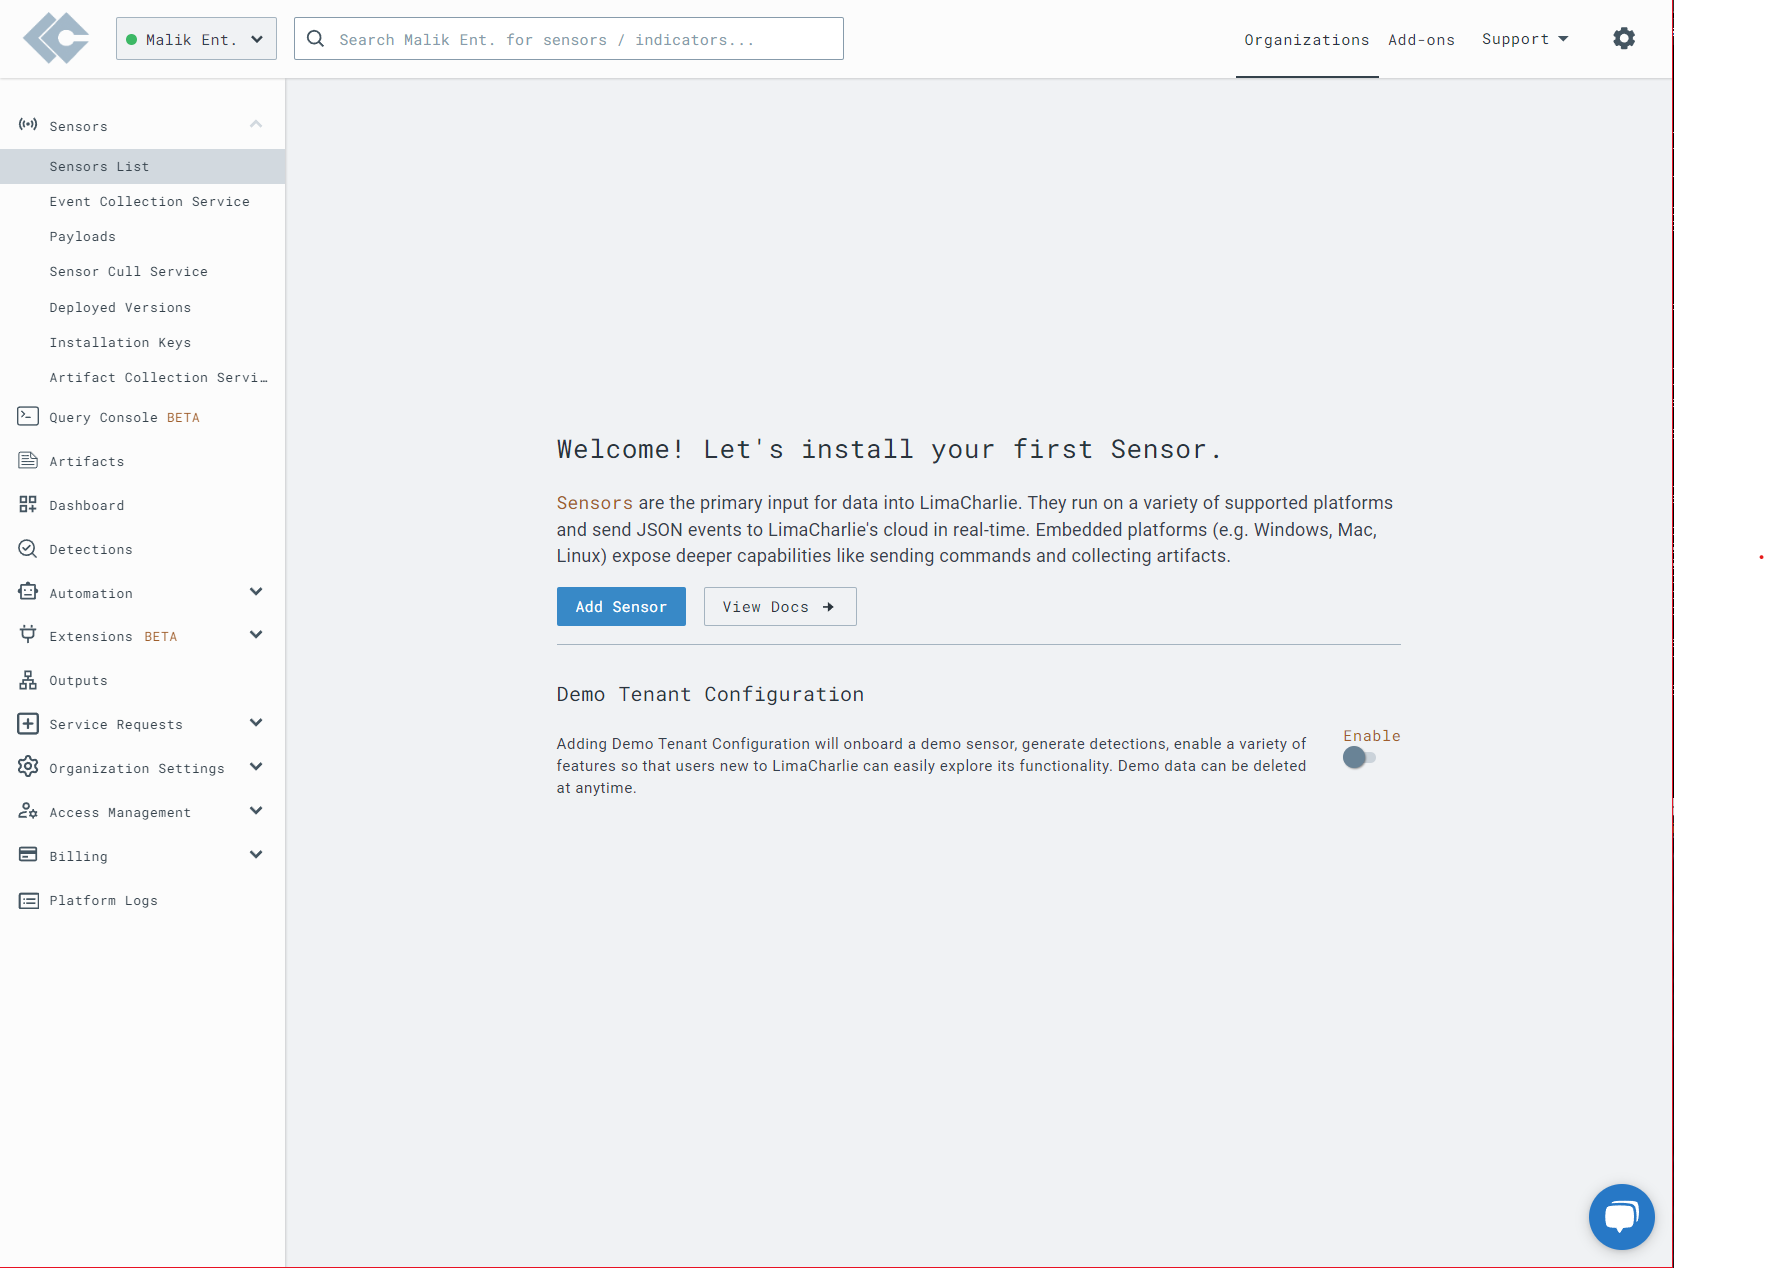 Malik Ent.
Search Malik Ent. for sensors / indicators...
Organizations
Add-ons
Support
Sensors
Sensors List
Event Collection Service
Payloads
Sensor Cull Service
Deployed Versions
Installation Keys
Artifact Collection Servi…
Query Console BETA
Artifacts
Dashboard
Detections
Automation
Extensions BETA
Outputs
Service Requests
Organization Settings
Access Management
Billing
Platform Logs
Welcome! Let's install your first Sensor.
Sensors are the primary input for data into LimaCharlie. They run on a variety of supported platforms
and send JSON events to LimaCharlie's cloud in real-time. Embedded platforms (e.g. Windows, Mac,
Linux) expose deeper capabilities like sending commands and collecting artifacts.
Add Sensor
View Docs
Demo Tenant Configuration
Adding Demo Tenant Configuration will onboard a demo sensor, generate detections, enable a variety of
features so that users new to LimaCharlie can easily explore its functionality. Demo data can be deleted
at anytime.
Enable